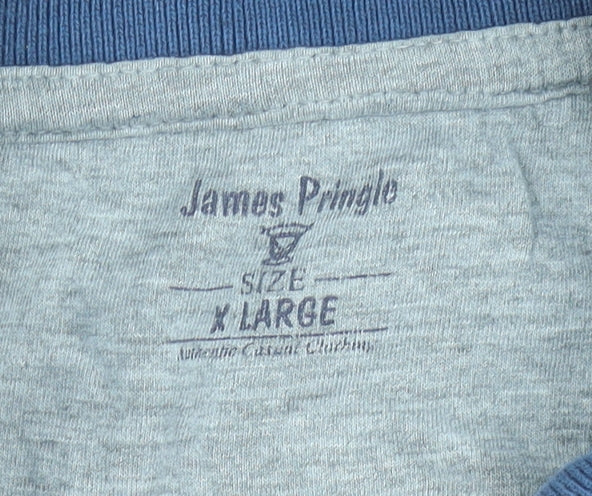 James Pringle
SIZE
X LARGE
Authentic Casual Clothing